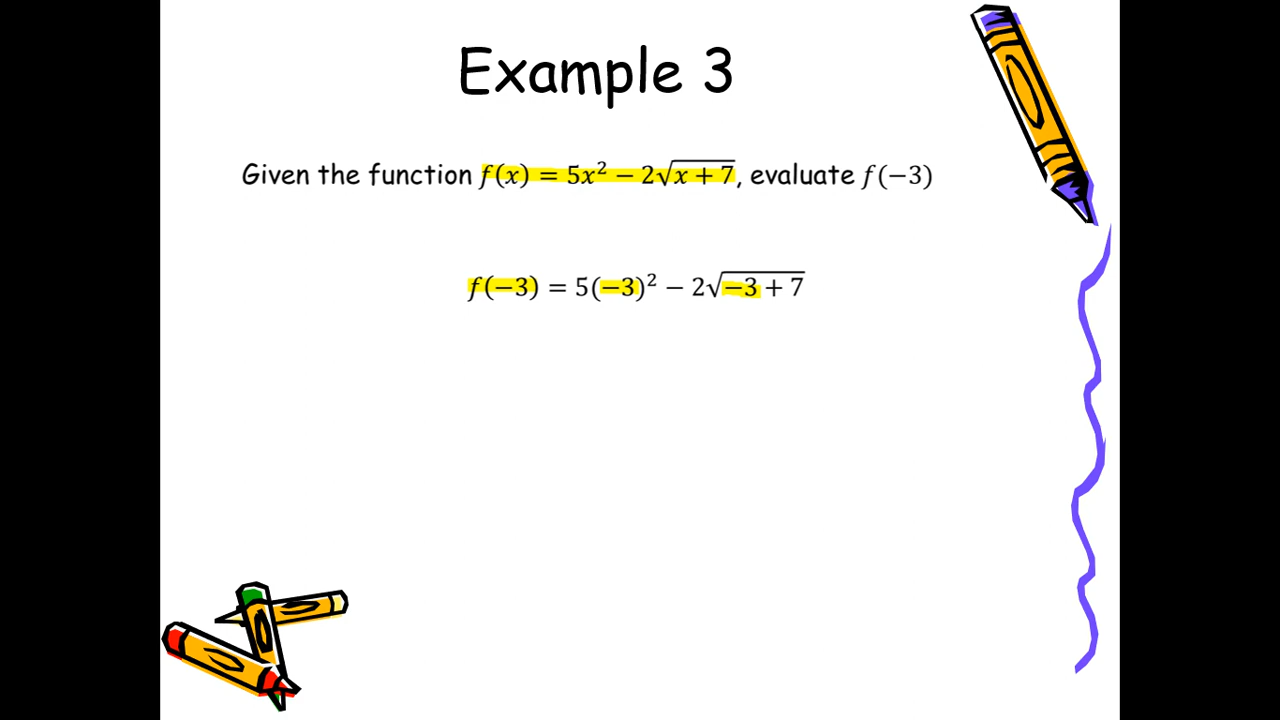 Example 3
Given the function f(x) = 5x² − 2√(x + 7), evaluate f(−3)
f(−3) = 5(−3)² − 2√(−3 + 7)